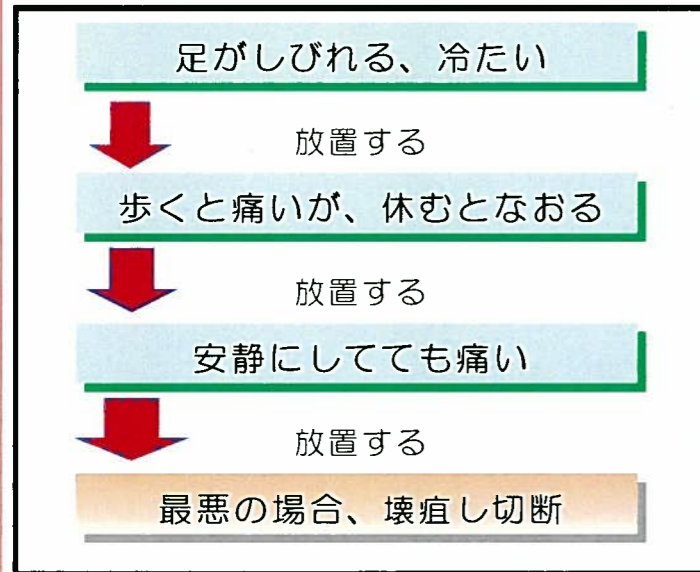 足がしびれる、冷たい
放置する
歩くと痛いが、休むとなおる
放置する
安静にしてても痛い
放置する
最悪の場合、壊疽し切断